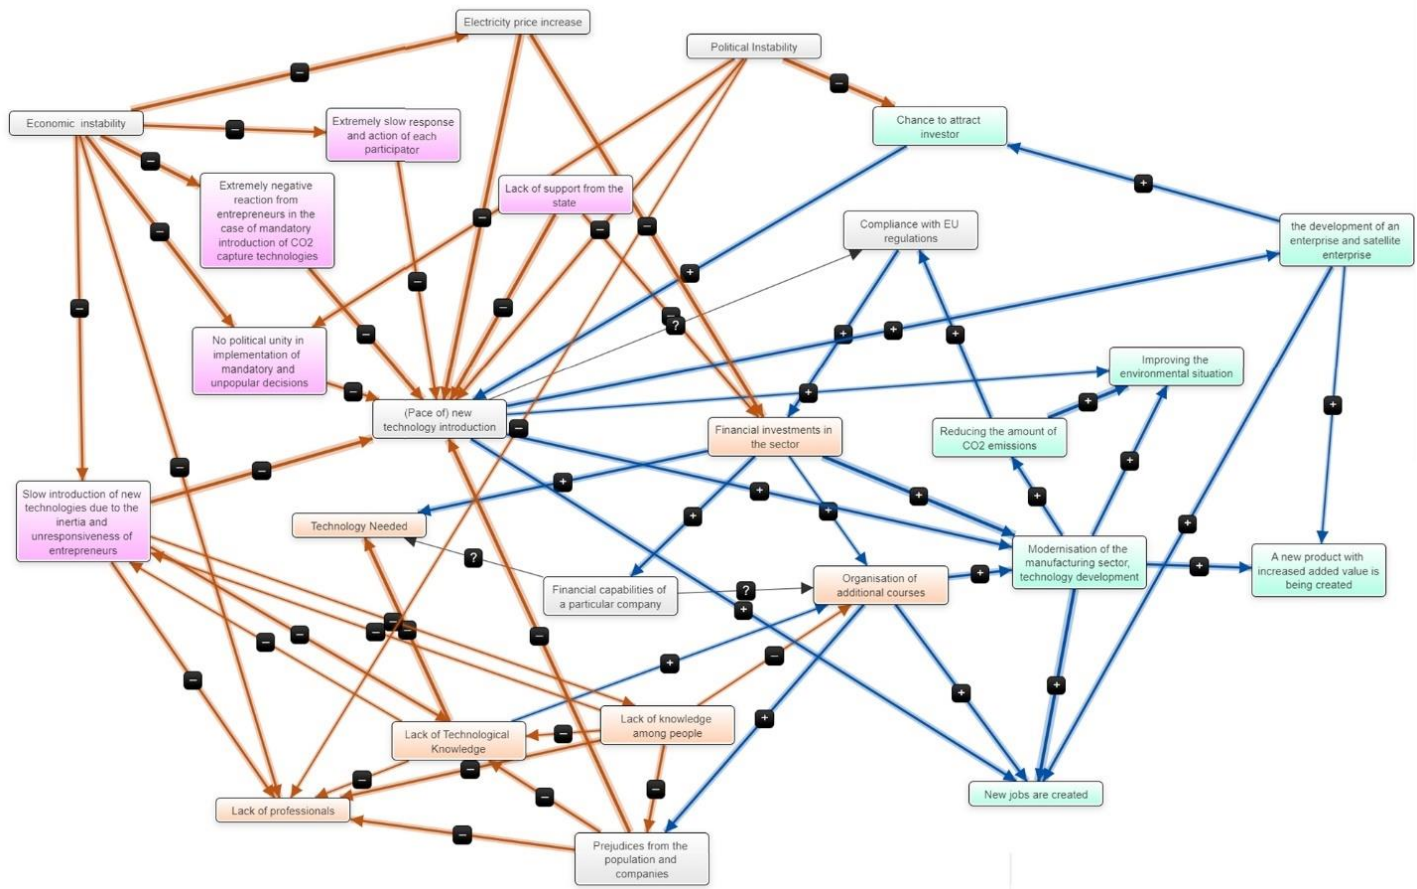 Electricity price increase
Political Instability
Economic instability
Extremely slow response
and action of each
participator
Chance to attract
investor
Extremely negative
reaction from
entrepreneurs in the
case of mandatory
introduction of CO2
capture technologies
Lack of support from the
state
Compliance with EU
regulations
the development of an
enterprise and satellite
enterprise
No political unity in
implementation of
mandatory and
unpopular decisions
Improving the
environmental situation
(Pace of) new
technology introduction
Financial investments in
the sector
Reducing the amount of
CO2 emissions
Slow introduction of new
technologies due to the
inertia and
unresponsiveness of
entrepreneurs
Technology Needed
Modernisation of the
manufacturing sector,
technology development
A new product with
increased added value is
being created
Financial capabilities of
a particular company
Organisation of
additional courses
Lack of Technological
Knowledge
Lack of knowledge
among people
New jobs are created
Lack of professionals
Prejudices from the
population and
companies